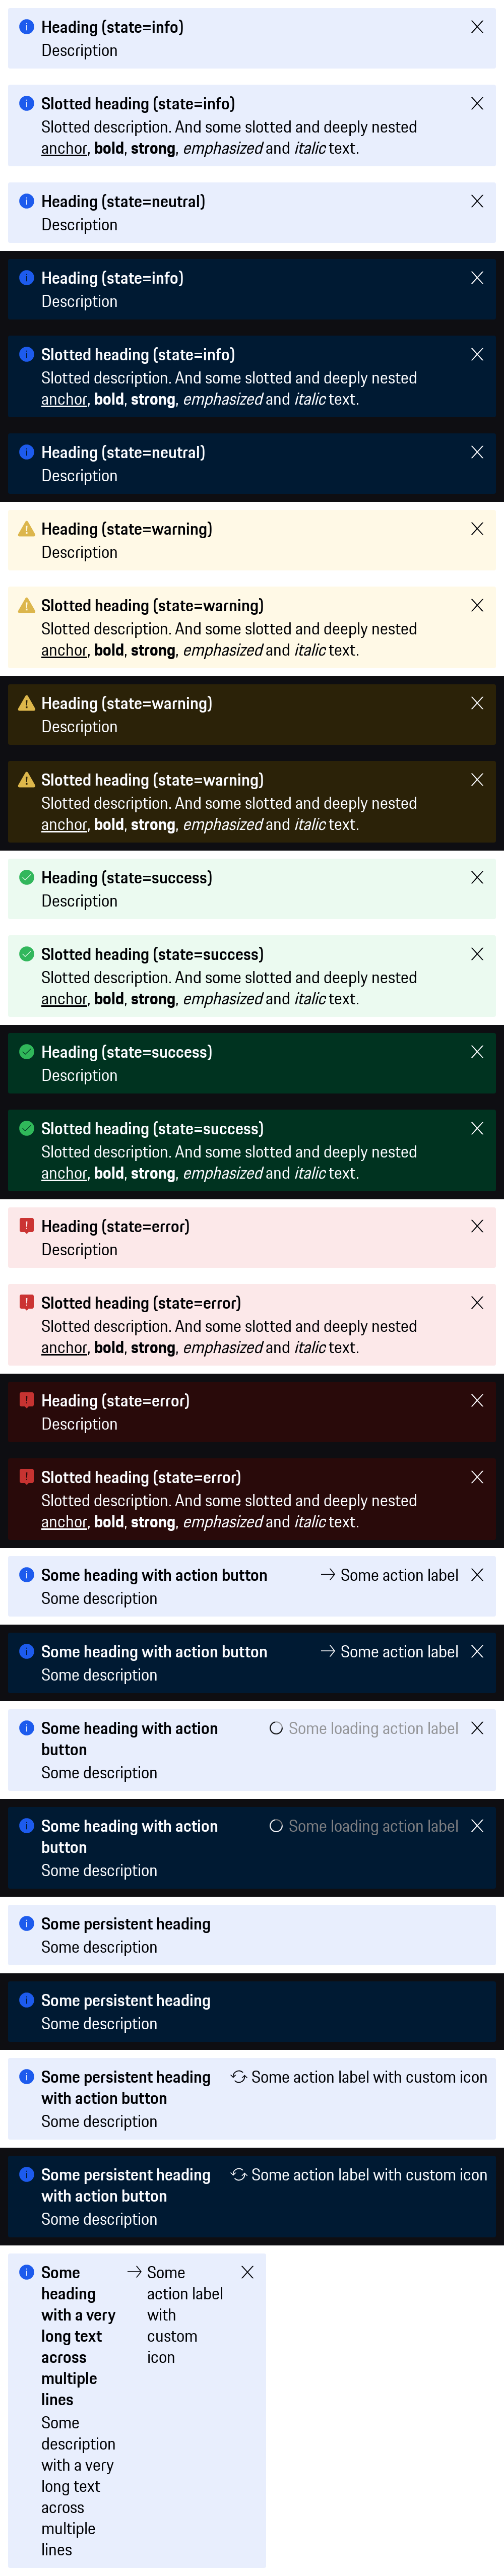 Heading (state=info)
Description
Slotted heading (state=info)
Slotted description. And some slotted and deeply nested
anchor, bold, strong, emphasized and italic text.
Heading (state=neutral)
Description
Heading (state=info)
Description
Slotted heading (state=info)
Slotted description. And some slotted and deeply nested
anchor, bold, strong, emphasized and italic text.
Heading (state=neutral)
Description
Heading (state=warning)
Description
Slotted heading (state=warning)
Slotted description. And some slotted and deeply nested
anchor, bold, strong, emphasized and italic text.
Heading (state=warning)
Description
Slotted heading (state=warning)
Slotted description. And some slotted and deeply nested
anchor, bold, strong, emphasized and italic text.
Heading (state=success)
Description
Slotted heading (state=success)
Slotted description. And some slotted and deeply nested
anchor, bold, strong, emphasized and italic text.
Heading (state=success)
Description
Slotted heading (state=success)
Slotted description. And some slotted and deeply nested
anchor, bold, strong, emphasized and italic text.
Heading (state=error)
Description
Slotted heading (state=error)
Slotted description. And some slotted and deeply nested
anchor, bold, strong, emphasized and italic text.
Heading (state=error)
Description
Slotted heading (state=error)
Slotted description. And some slotted and deeply nested
anchor, bold, strong, emphasized and italic text.
Some heading with action button
Some action label
Some description
Some heading with action button
Some action label
Some description
Some heading with action
button
Some loading action label
Some description
Some heading with action
button
Some loading action label
Some description
Some persistent heading
Some description
Some persistent heading
Some description
Some persistent heading
with action button
Some action label with custom icon
Some description
Some persistent heading
with action button
Some action label with custom icon
Some description
Some
heading
with a very
long text
across
multiple
lines
Some
description
with a very
long text
across
multiple
lines
Some
action label
with
custom
icon